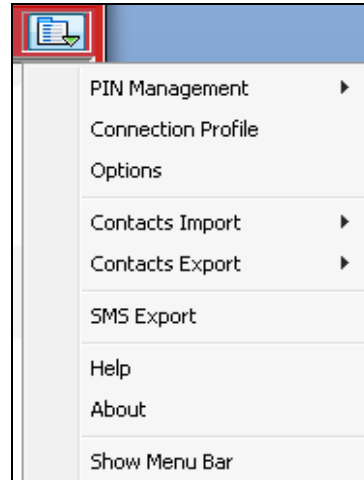 PIN Management
Connection Profile
Options
Contacts Import
Contacts Export
SMS Export
Help
About
Show Menu Bar